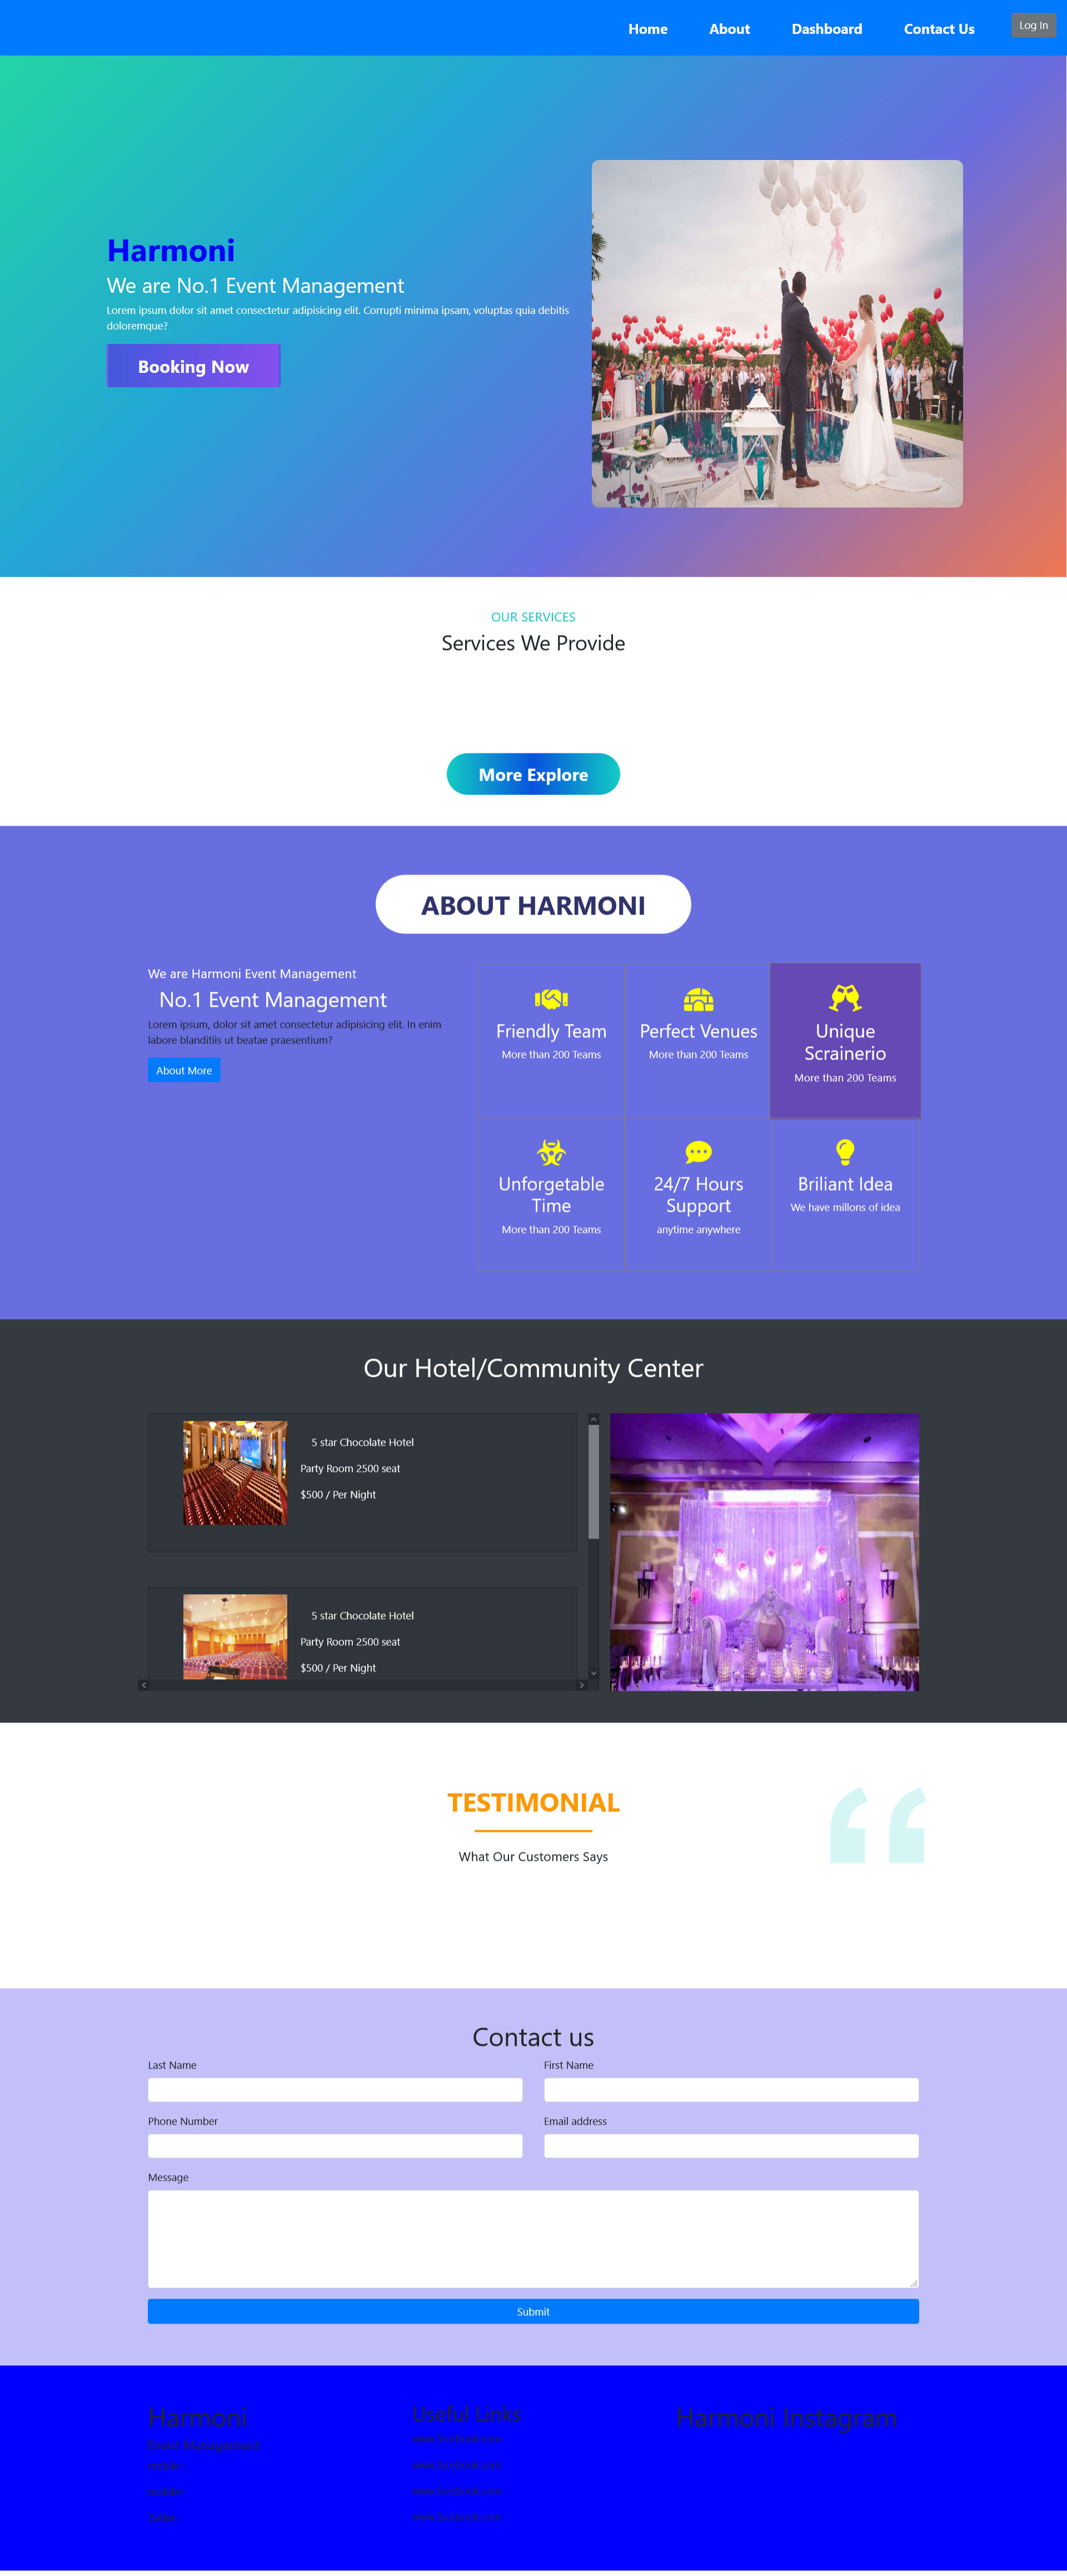 Home About Dashboard Contact Us Log In
Harmoni
We are No.1 Event Management
Lorem ipsum dolor sit amet consectetur adipisicing elit. Corrupti minima ipsam, voluptas quia debitis
doloremque?
Booking Now
OUR SERVICES
Services We Provide
More Explore
ABOUT HARMONI
We are Harmoni Event Management
No.1 Event Management
Lorem ipsum, dolor sit amet consectetur adipisicing elit. In enim
labore blanditiis ut beatae praesentium?
About More
Friendly Team
More than 200 Teams
Perfect Venues
More than 200 Teams
Unique
Scrainerio
More than 200 Teams
Unforgetable
Time
More than 200 Teams
24/7 Hours
Support
anytime anywhere
Briliant Idea
We have millons of idea
Our Hotel/Community Center
5 star Chocolate Hotel
Party Room 2500 seat
$500 / Per Night
5 star Chocolate Hotel
Party Room 2500 seat
$500 / Per Night
TESTIMONIAL
What Our Customers Says
Contact us
Last Name
First Name
Phone Number
Email address
Message
Submit
Harmoni
Event Management
Useful Links
Harmoni Instagram